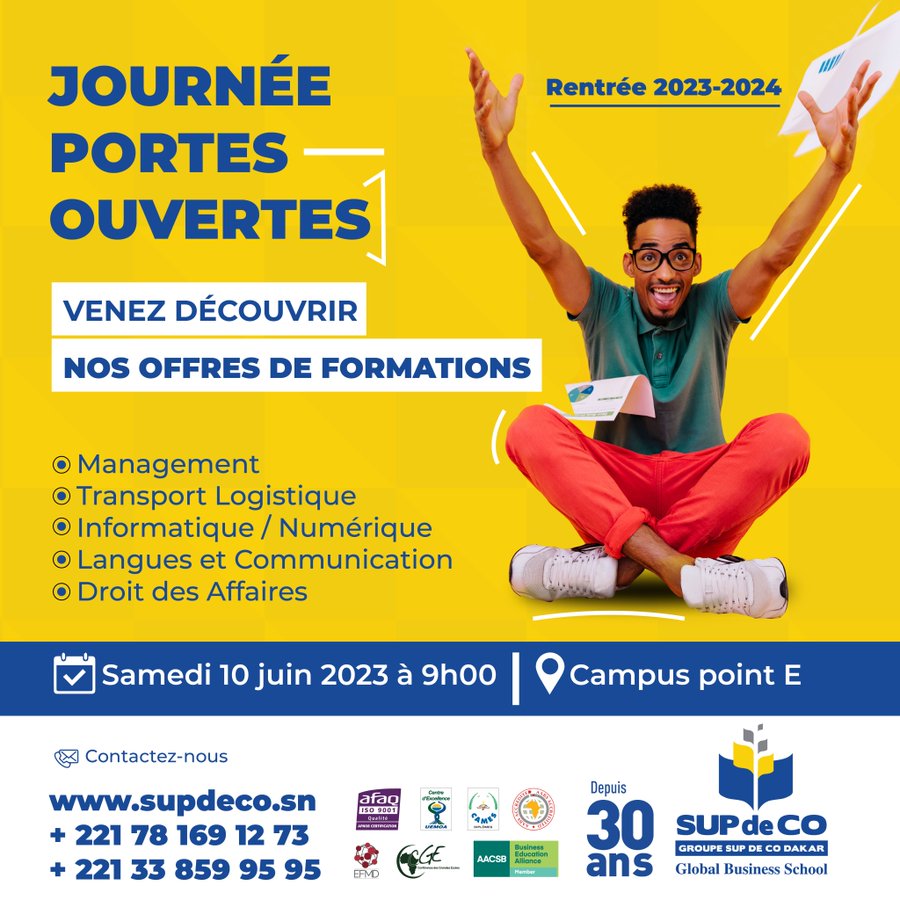 JOURNÉE
PORTES
OUVERTES
Rentrée 2023-2024
VENEZ DÉCOUVRIR
NOS OFFRES DE FORMATIONS
Management
Transport Logistique
Informatique / Numérique
Langues et Communication
Droit des Affaires
Samedi 10 juin 2023 à 9h00
Campus point E
Contactez-nous
www.supdeco.sn
+ 221 78 169 12 73
+ 221 33 859 95 95
afaq
ISO 9001
Qualité
AFNOR CERTIFICATION
Centre
d'Excellence
UEMOA
CAMES
EFMD
CGE
AACSB
Business
Education
Alliance
Member
Depuis
30
ans
SUP de CO
GROUPE SUP DE CO DAKAR
Global Business School